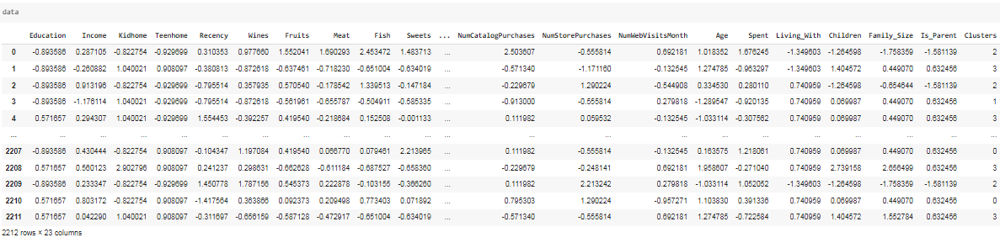 data
Education Income Kidhome Teenhome Recency Wines Fruits Meat Fish Sweets ... NumCatalogPurchases NumStorePurchases NumWebVisitsMonth Age Spent Living_With Children Family_Size Is_Parent Clusters
0 -0.893586 0.287105 -0.822754 -0.929699 0.310353 0.977660 1.552041 1.690293 2.453472 1.483713 ... 2.503607 -0.555814 0.692181 1.018352 1.676245 -1.349603 -1.264598 -1.758359 -1.581139 2
1 -0.893586 -0.260882 1.040021 0.908097 -0.380813 -0.872618 -0.637461 -0.718230 -0.651004 -0.634019 ... -0.571340 -1.171160 -0.132545 1.274785 -0.963297 -1.349603 1.404572 0.449070 0.632456 3
2 -0.893586 0.913196 -0.822754 -0.929699 -0.795514 0.357935 0.570540 -0.178542 1.339513 -0.147184 ... -0.229679 1.290224 -0.544908 0.334530 0.280110 0.740959 -1.264598 -0.654644 -1.581139 2
3 -0.893586 -1.176114 1.040021 -0.929699 -0.795514 -0.872618 -0.561961 -0.655787 -0.504911 -0.585335 ... -0.913000 -0.555814 0.279818 -1.289547 -0.920135 0.740959 0.069987 0.449070 0.632456 1
4 0.571657 0.294307 1.040021 -0.929699 1.554453 -0.392257 0.419540 -0.218684 0.152508 -0.001133 ... 0.111982 0.059532 -0.132545 -1.033114 -0.307562 0.740959 0.069987 0.449070 0.632456 3
... ... ... ... ... ... ... ... ... ... ... ... ... ... ... ... ... ... ... ... ...
2207 -0.893586 0.430444 -0.822754 0.908097 -0.104347 1.197084 0.419540 0.066770 0.079461 2.213965 ... 0.111982 -0.555814 -0.132545 0.163575 1.218061 0.740959 0.069987 0.449070 0.632456 0
2208 0.571657 0.560123 2.902796 0.908097 0.241237 0.298631 -0.662628 -0.611184 -0.687527 -0.658360 ... -0.229679 -0.248141 0.692181 1.958607 -0.271040 0.740959 2.739158 2.656499 0.632456 3
2209 -0.893586 0.233347 -0.822754 -0.929699 1.450778 1.787156 0.545373 0.222878 -0.103155 -0.366260 ... 0.111982 2.213242 0.279818 -1.033114 1.052052 -1.349603 -1.264598 -1.758359 -1.581139 2
2210 0.571657 0.803172 -0.822754 0.908097 -1.417564 0.363866 0.092373 0.209498 0.773403 0.071892 ... 0.795303 1.290224 -0.957271 1.103830 0.391336 0.740959 0.069987 0.449070 0.632456 0
2211 0.571657 0.042290 1.040021 0.908097 -0.311697 -0.656159 -0.587128 -0.472917 -0.651004 -0.634019 ... -0.571340 -0.555814 0.692181 1.274785 -0.722584 0.740959 1.404572 1.552784 0.632456 3
2212 rows × 23 columns